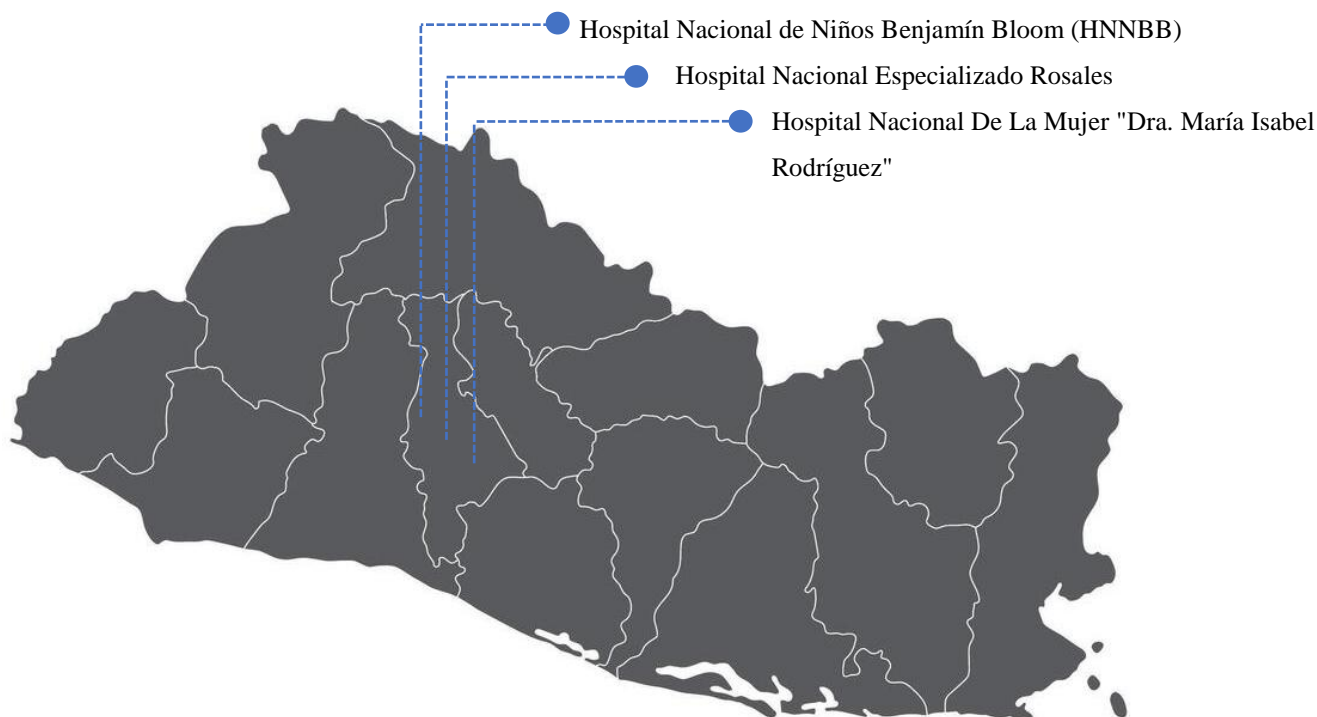 Hospital Nacional de Niños Benjamín Bloom (HNNBB)
Hospital Nacional Especializado Rosales
Hospital Nacional De La Mujer "Dra. María Isabel
Rodríguez"